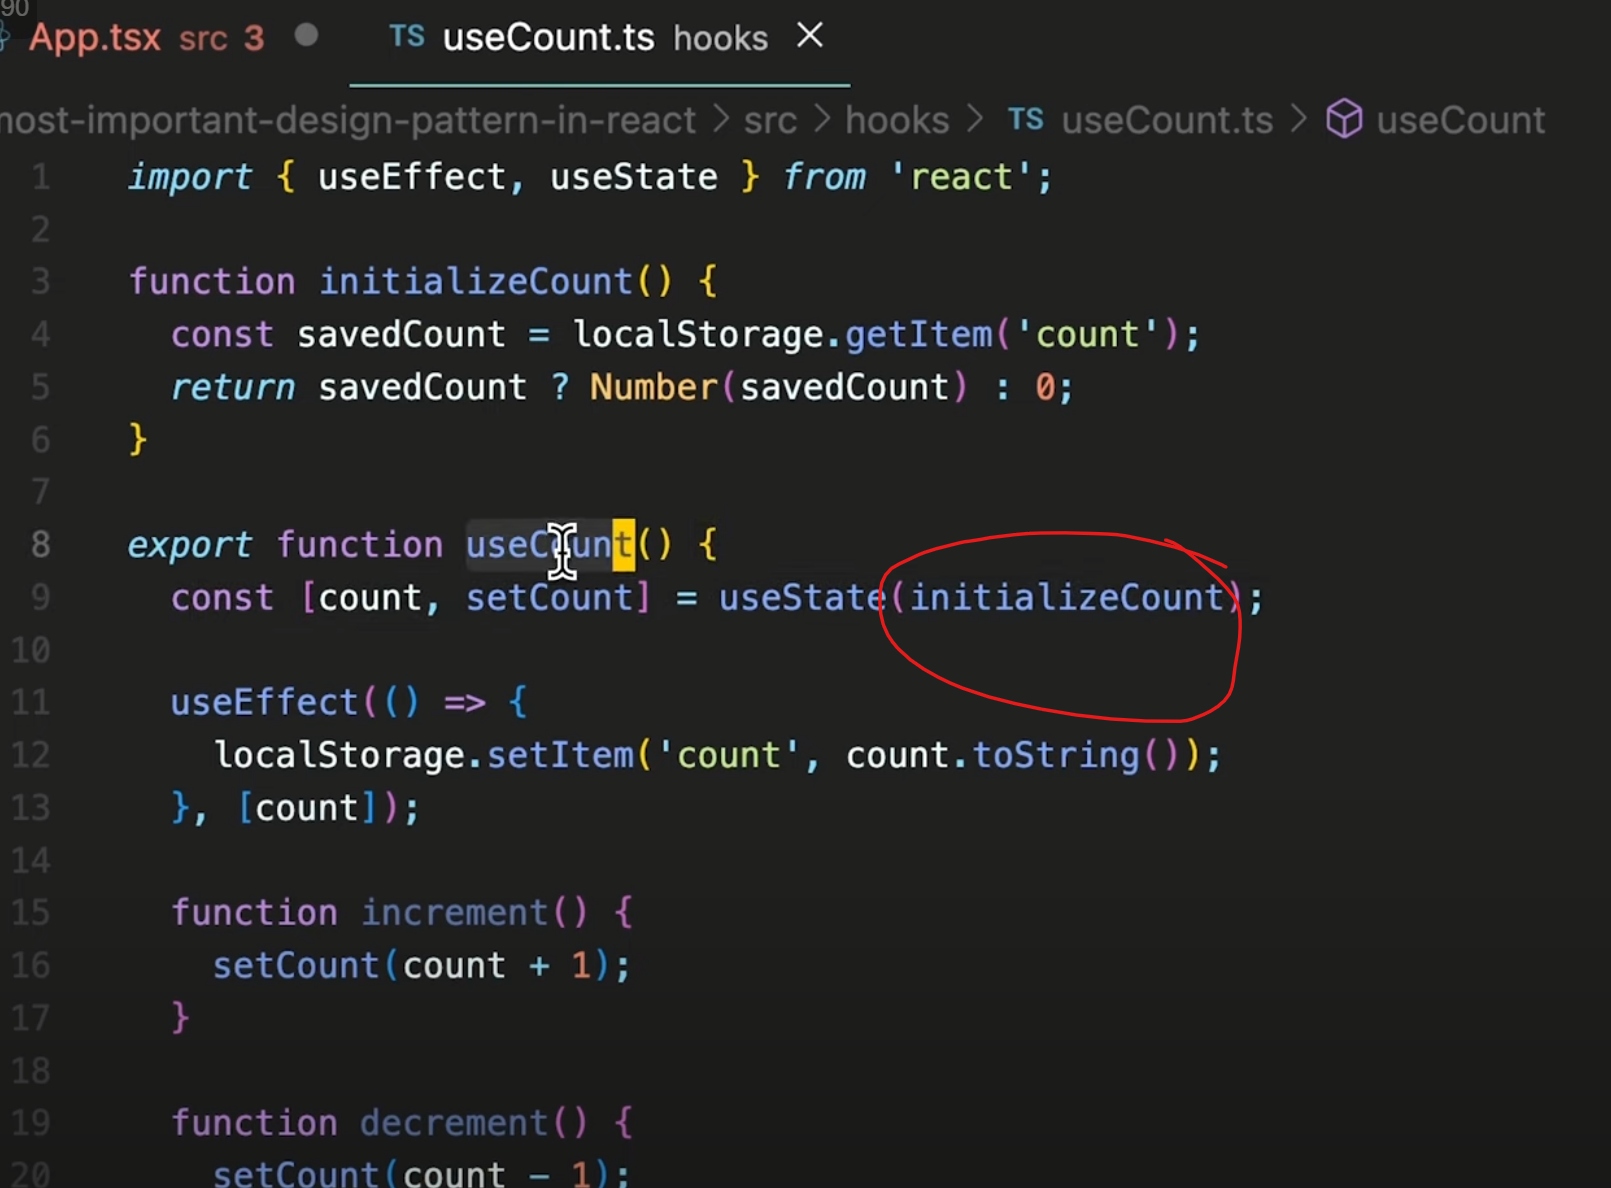 90
App.tsx src 3 TS useCount.ts hooks
most-important-design-pattern-in-react > src > hooks > TS useCount.ts > useCount
1 import { useEffect, useState } from 'react';
2
3 function initializeCount() {
4 const savedCount = localStorage.getItem('count');
5 return savedCount ? Number(savedCount) : 0;
6 }
7
8 export function useCount() {
9 const [count, setCount] = useState(initializeCount);
10
11 useEffect(() => {
12 localStorage.setItem('count', count.toString());
13 }, [count]);
14
15 function increment() {
16 setCount(count + 1);
17 }
18
19 function decrement() {
20 setCount(count - 1);